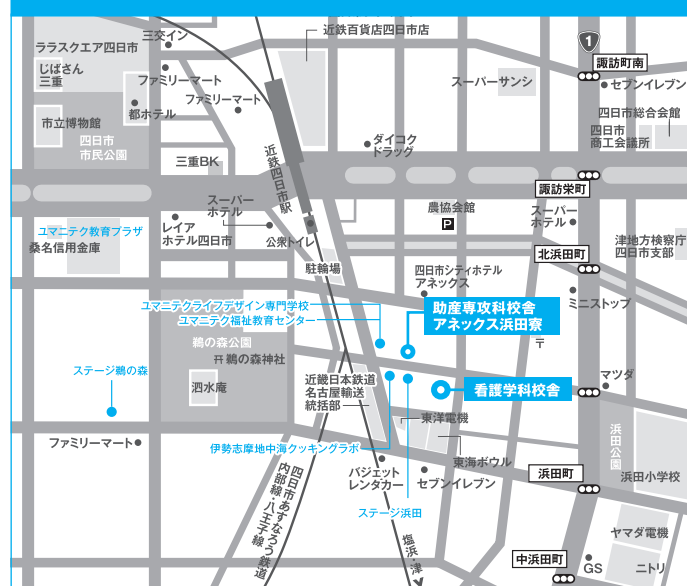 近鉄百貨店四日市店
三交イン
ララスクエア四日市
1
諏訪町南
じばさん
三重
ファミリーマート
スーパーサンシ
セブンイレブン
都ホテル
ファミリーマート
四日市総合会館
市立博物館
四日市
商工会議所
四日市
市民公園
ダイコク
ドラッグ
三重BK
近鉄四日市駅
諏訪栄町
スーパー
ホテル
農協会館
スーパー
ホテル
P
レイア
ホテル四日市
ユマニテク教育プラザ
桑名信用金庫
公衆トイレ
津地方検察庁
四日市支部
北浜田町
駐輪場
四日市シティホテル
アネックス
ミニストップ
ユマニテクライフデザイン専門学校
ユマニテク福祉教育センター
助産専攻科校舎
アネックス浜田寮
〒
鵜の森公園
鵜の森神社
ステージ鵜の森
泗水庵
近畿日本鉄道
名古屋輸送
統括部
看護学科校舎
マツダ
東洋電機
浜田公園
ファミリーマート
伊勢志摩地中海クッキングラボ
東海ボウル
バジェット
レンタカー
セブンイレブン
浜田町
浜田小学校
四日市あすなろう鉄道
内部線・八王子線
ステージ浜田
塩浜・津
ヤマダ電機
中浜田町
GS
ニトリ